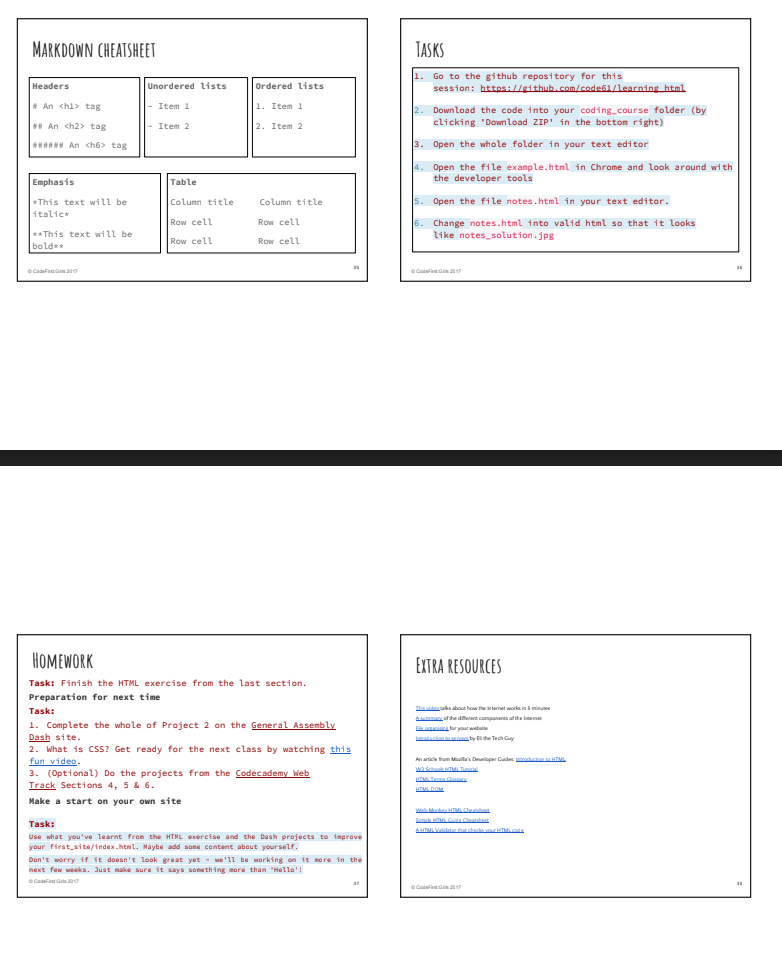 Markdown cheatsheet
Headers
# An <h1> tag
## An <h2> tag
###### An <h6> tag
Unordered lists
- Item 1
- Item 2
Ordered lists
1. Item 1
2. Item 2
Emphasis
*This text will be
italic*
**This text will be
bold**
Table
Column title Column title
Row cell Row cell
Row cell Row cell
© CodeFirst:Girls 2017
35
Tasks
1. Go to the github repository for this
session: https://github.com/code61/learning_html
2. Download the code into your coding_course folder (by
clicking 'Download ZIP' in the bottom right)
3. Open the whole folder in your text editor
4. Open the file example.html in Chrome and look around with
the developer tools
5. Open the file notes.html in your text editor.
6. Change notes.html into valid html so that it looks
like notes_solution.jpg
© CodeFirst:Girls 2017
36
Homework
Task: Finish the HTML exercise from the last section.
Preparation for next time
Task:
1. Complete the whole of Project 2 on the General Assembly
Dash site.
2. What is CSS? Get ready for the next class by watching this
fun video.
3. (Optional) Do the projects from the Codecademy Web
Track Sections 4, 5 & 6.
Make a start on your own site
Task:
Use what you've learnt from the HTML exercise and the Dash projects to improve
your first_site/index.html. Maybe add some content about yourself.
Don't worry if it doesn't look great yet - we'll be working on it more in the
next few weeks. Just make sure it says something more than 'Hello'!
© CodeFirst:Girls 2017
37
Extra resources
This video talks about how the Internet works in 5 minutes
A summary of the different components of the Internet
File organising for your website
Introduction to servers by Eli the Tech Guy
An article from Mozilla's Developer Guides: Introduction to HTML
W3 Schools HTML Tutorial
HTML Terms Glossary
HTML DOM
Web Monkey HTML Cheatsheet
Simple HTML Guide Cheatsheet
A HTML Validator that checks your HTML code
© CodeFirst:Girls 2017
38